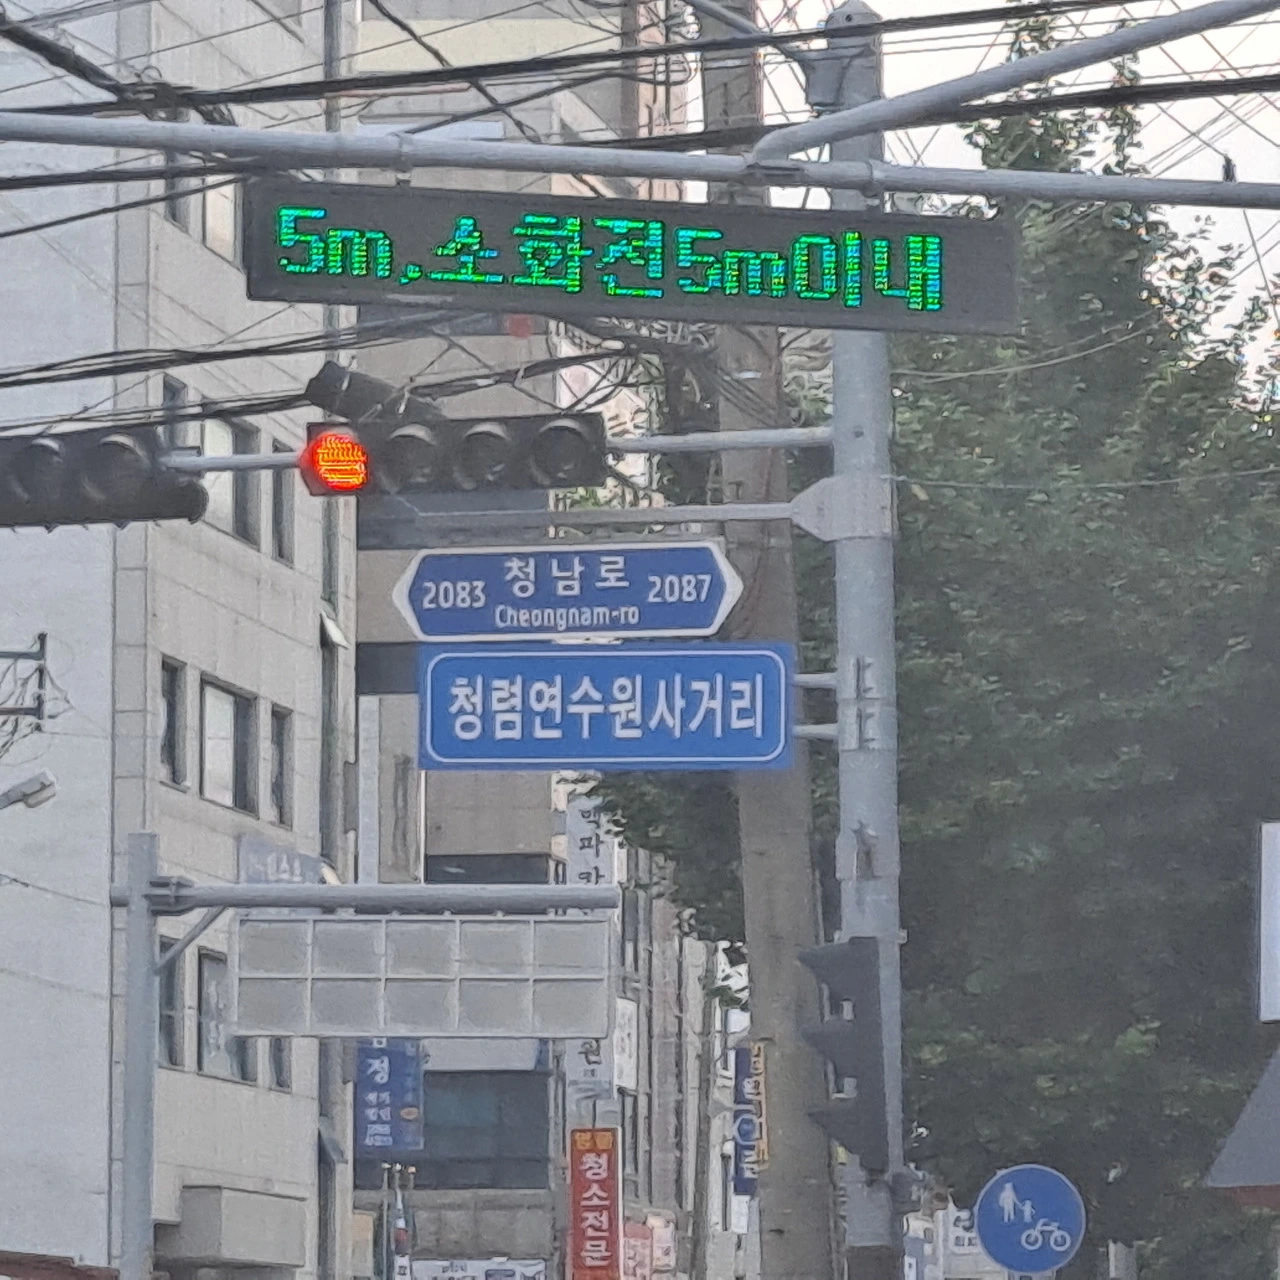 5m,소화전5m이내
2083 청남로 2087
Cheongnam-ro
청렴연수원사거리
청소전문